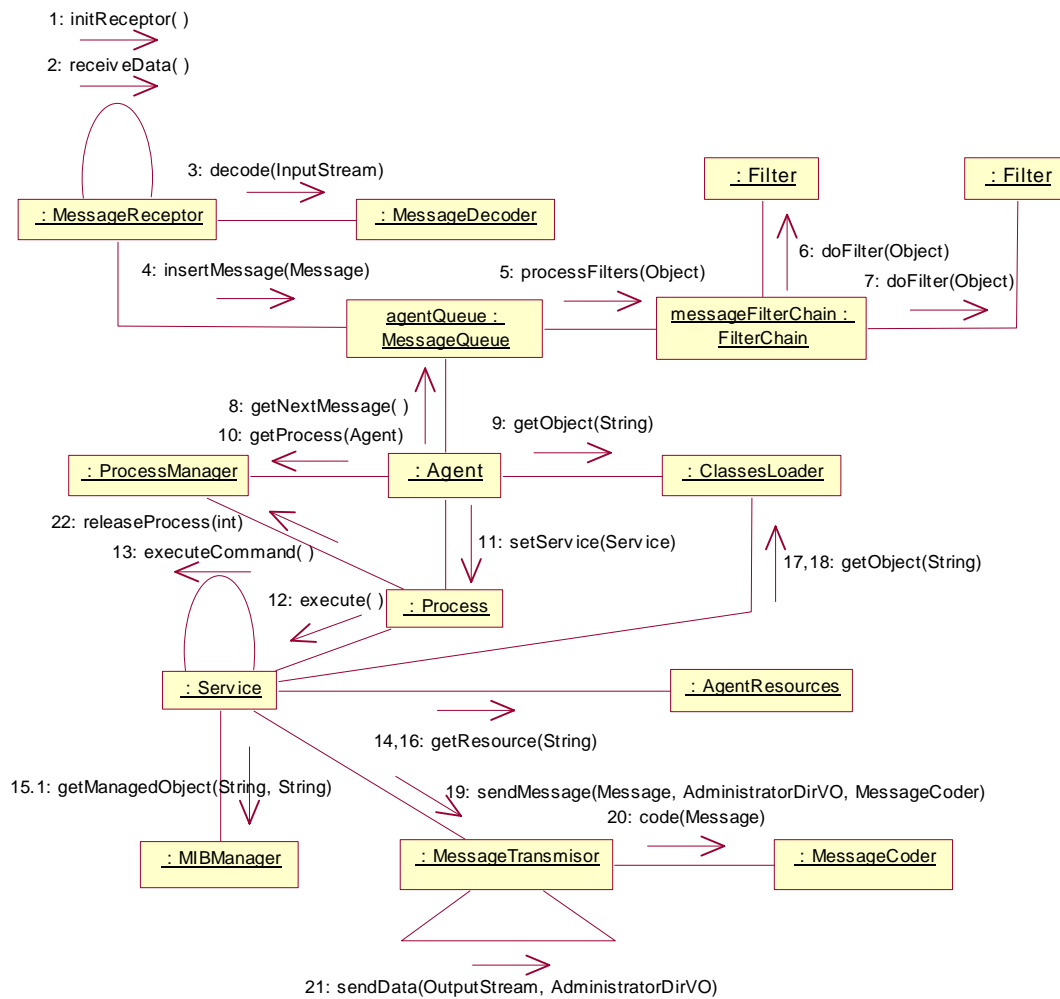 1: initReceptor( )
2: receiveData( )
3: decode(InputStream)
: Filter
: Filter
: MessageReceptor
: MessageDecoder
6: doFilter(Object)
4: insertMessage(Message)
5: processFilters(Object)
7: doFilter(Object)
agentQueue :
MessageQueue
messageFilterChain :
FilterChain
8: getNextMessage( )
9: getObject(String)
10: getProcess(Agent)
: ProcessManager
: Agent
: ClassesLoader
22: releaseProcess(int)
11: setService(Service)
13: executeCommand( )
17,18: getObject(String)
12: execute( )
: Process
: Service
: AgentResources
14,16: getResource(String)
15.1: getManagedObject(String, String)
19: sendMessage(Message, AdministratorDirVO, MessageCoder)
20: code(Message)
: MIBManager
: MessageTransmisor
: MessageCoder
21: sendData(OutputStream, AdministratorDirVO)